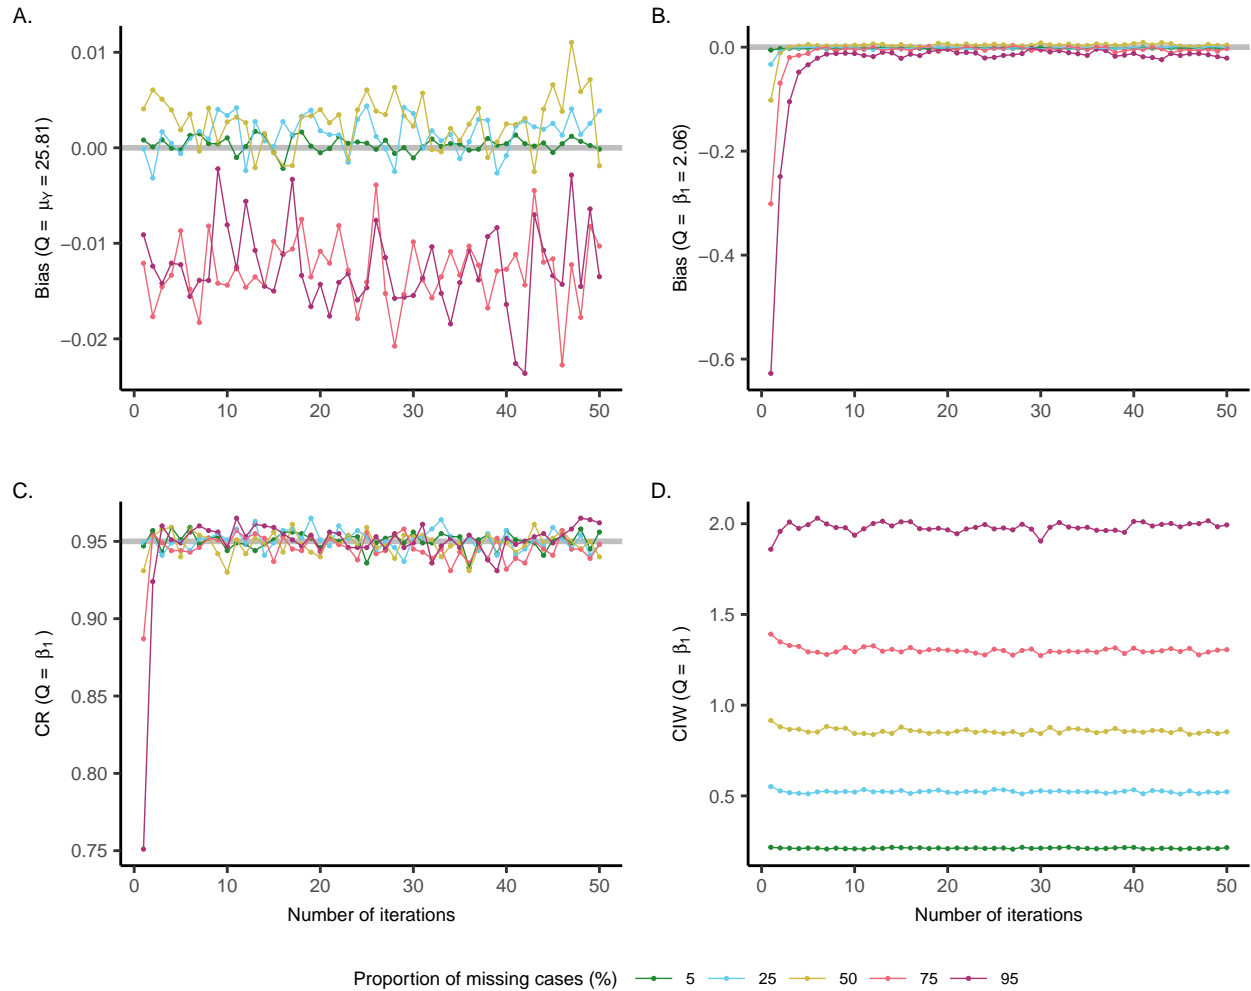 A.
Bias (Q = μY = 25.81)
0.01
0.00
−0.01
−0.02
0 10 20 30 40 50
B.
Bias (Q = β1 = 2.06)
0.0
−0.2
−0.4
−0.6
0 10 20 30 40 50
C.
CR (Q = β1)
0.95
0.90
0.85
0.80
0.75
0 10 20 30 40 50
Number of iterations
D.
CIW (Q = β1)
2.0
1.5
1.0
0.5
0 10 20 30 40 50
Number of iterations
Proportion of missing cases (%) 5 25 50 75 95